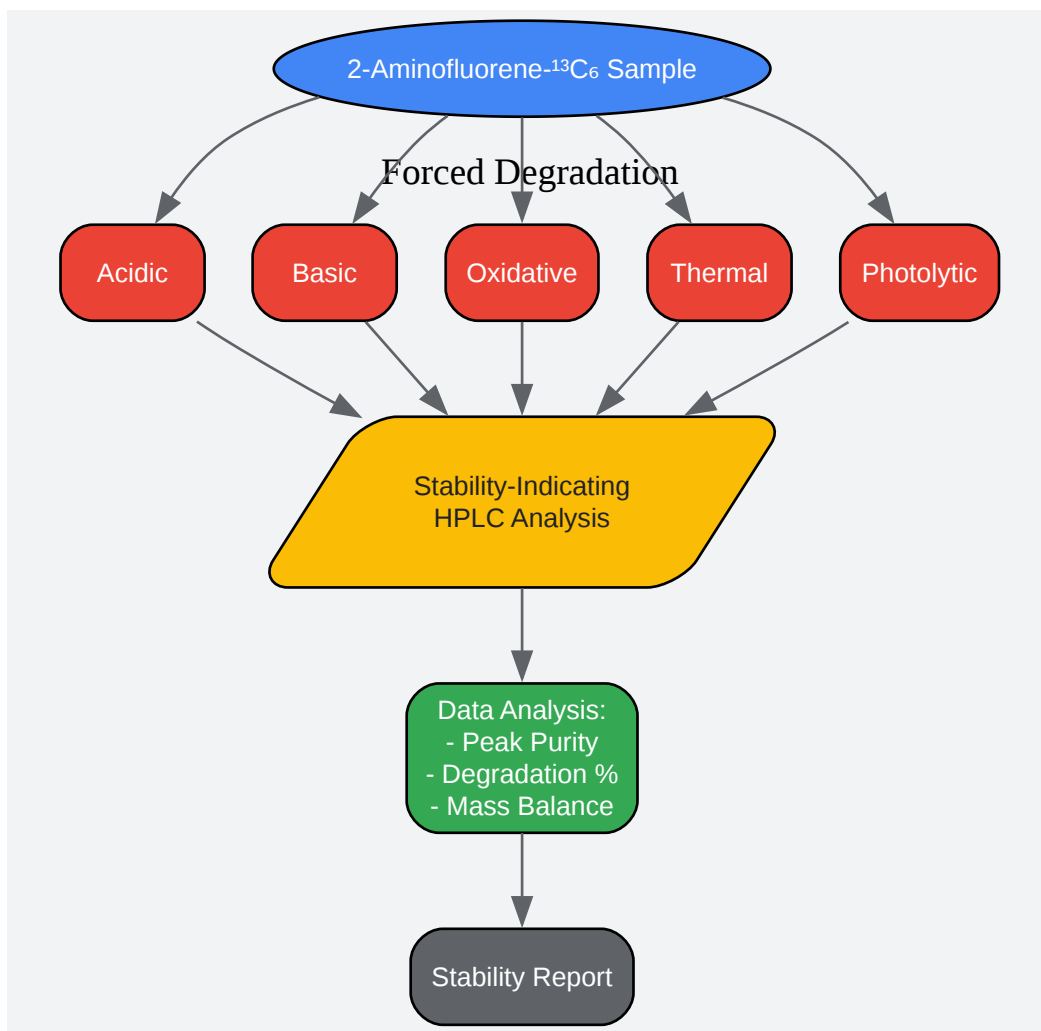 2-Aminofluorene-¹³C₆ Sample
Forced Degradation
Acidic
Basic
Oxidative
Thermal
Photolytic
Stability-Indicating
HPLC Analysis
Data Analysis:
- Peak Purity
- Degradation %
- Mass Balance
Stability Report